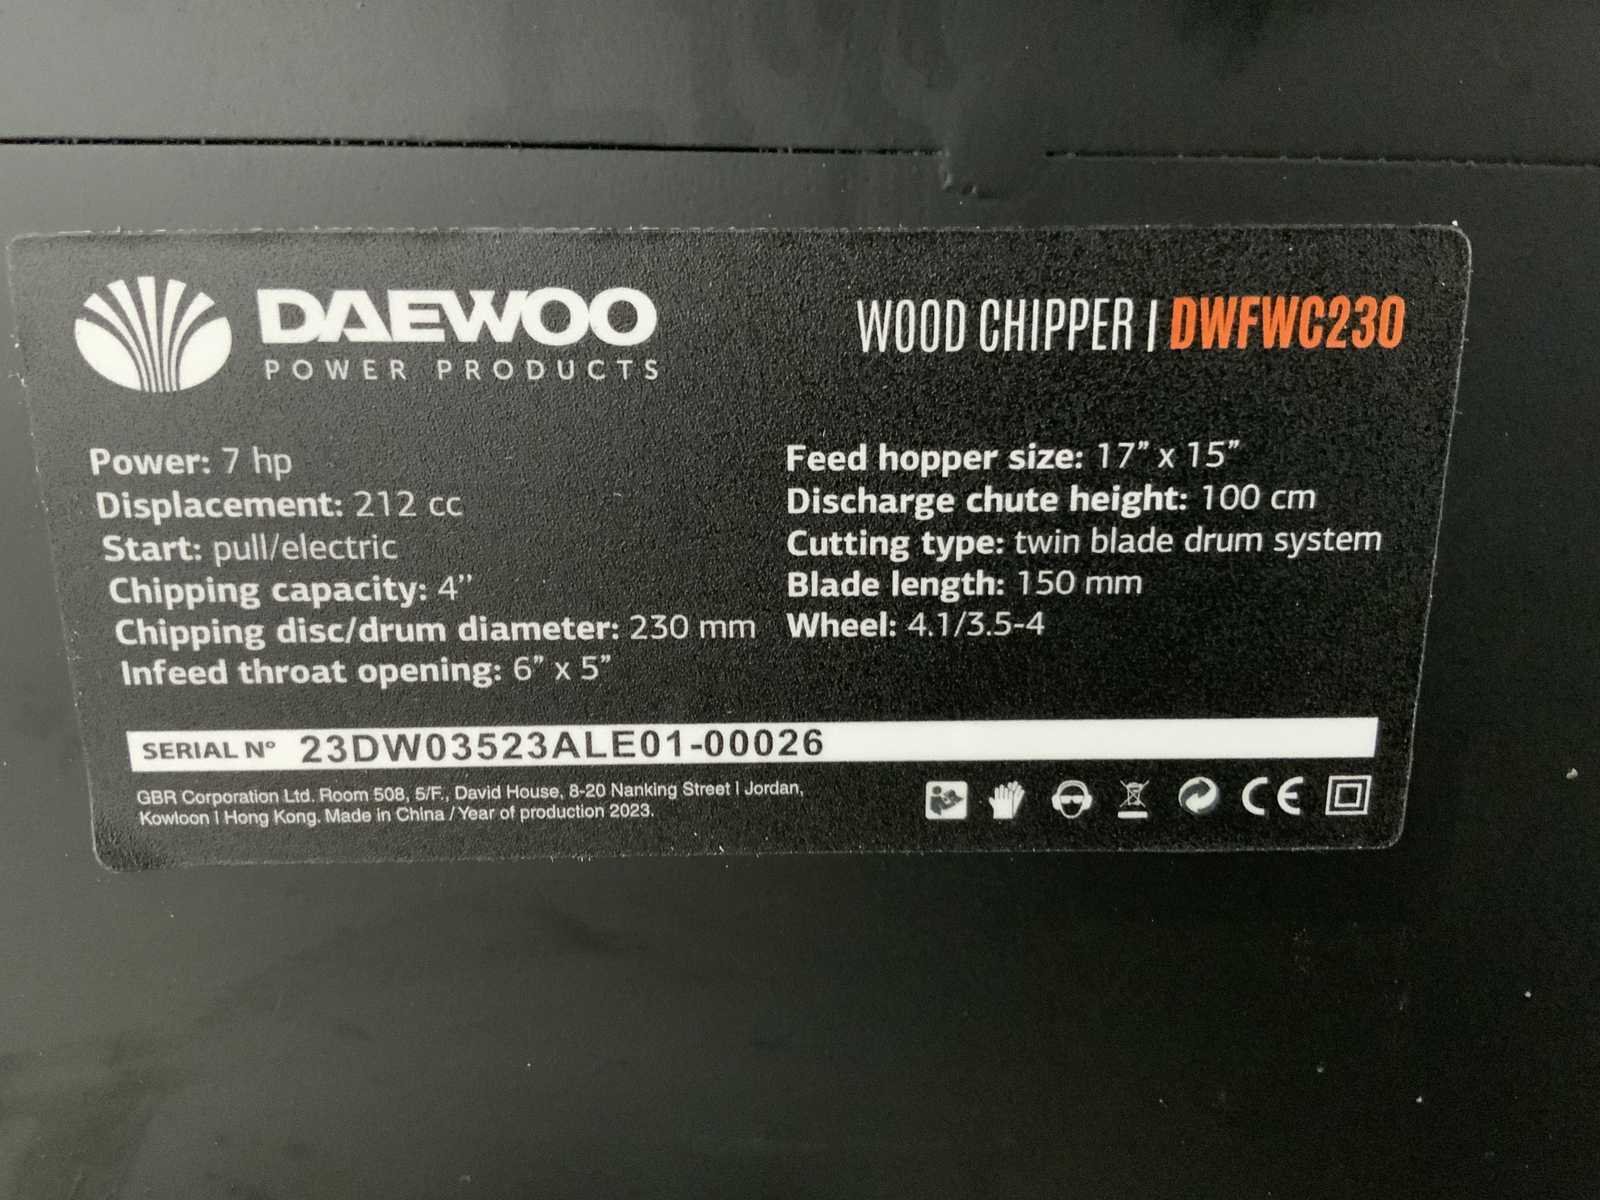 DAEWOO
POWER PRODUCTS
WOOD CHIPPER | DWFWC230
Power: 7 hp
Displacement: 212 cc
Start: pull/electric
Chipping capacity: 4’’
Chipping disc/drum diameter: 230 mm
Infeed throat opening: 6” x 5”
Feed hopper size: 17” x 15”
Discharge chute height: 100 cm
Cutting type: twin blade drum system
Blade length: 150 mm
Wheel: 4.1/3.5-4
SERIAL Nº 23DW03523ALE01-00026
GBR Corporation Ltd. Room 508, 5/F., David House, 8-20 Nanking Street | Jordan,
Kowloon | Hong Kong. Made in China / Year of production 2023.
CE